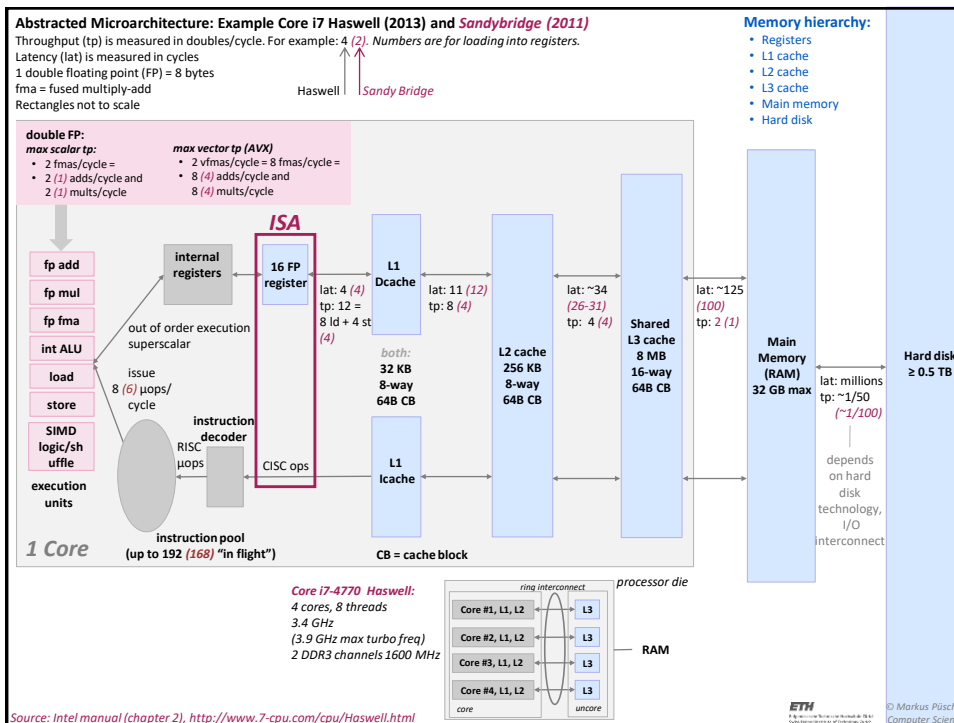 Abstracted Microarchitecture: Example Core i7 Haswell (2013) and Sandybridge (2011)
Throughput (tp) is measured in doubles/cycle. For example: 4 (2). Numbers are for loading into registers.
Latency (lat) is measured in cycles
1 double floating point (FP) = 8 bytes
fma = fused multiply-add
Rectangles not to scale
Haswell
Sandy Bridge
Memory hierarchy:
• Registers
• L1 cache
• L2 cache
• L3 cache
• Main memory
• Hard disk
double FP:
max scalar tp:
• 2 fmas/cycle =
• 2 (1) adds/cycle and
2 (1) mults/cycle
max vector tp (AVX)
• 2 vfmas/cycle = 8 fmas/cycle =
• 8 (4) adds/cycle and
8 (4) mults/cycle
ISA
fp add
fp mul
fp fma
int ALU
load
store
SIMD
logic/sh
uffle
execution
units
internal
registers
16 FP
register
out of order execution
superscalar
issue
8 (6) μops/
cycle
RISC
μops
instruction
decoder
CISC ops
instruction pool
(up to 192 (168) “in flight”)
1 Core
lat: 4 (4)
tp: 12 =
8 ld + 4 st
(4)
L1
Dcache
both:
32 KB
8-way
64B CB
L1
Icache
CB = cache block
lat: 11 (12)
tp: 8 (4)
L2 cache
256 KB
8-way
64B CB
lat: ~34
(26-31)
tp: 4 (4)
Shared
L3 cache
8 MB
16-way
64B CB
lat: ~125
(100)
tp: 2 (1)
Main
Memory
(RAM)
32 GB max
lat: millions
tp: ~1/50
(~1/100)
depends
on hard
disk
technology,
I/O
interconnect
Hard disk
≥ 0.5 TB
Core i7-4770 Haswell:
4 cores, 8 threads
3.4 GHz
(3.9 GHz max turbo freq)
2 DDR3 channels 1600 MHz
processor die
ring interconnect
Core #1, L1, L2
L3
Core #2, L1, L2
L3
Core #3, L1, L2
L3
Core #4, L1, L2
L3
core
uncore
RAM
Source: Intel manual (chapter 2), http://www.7-cpu.com/cpu/Haswell.html
ETH
© Markus Püsch
Computer Scien